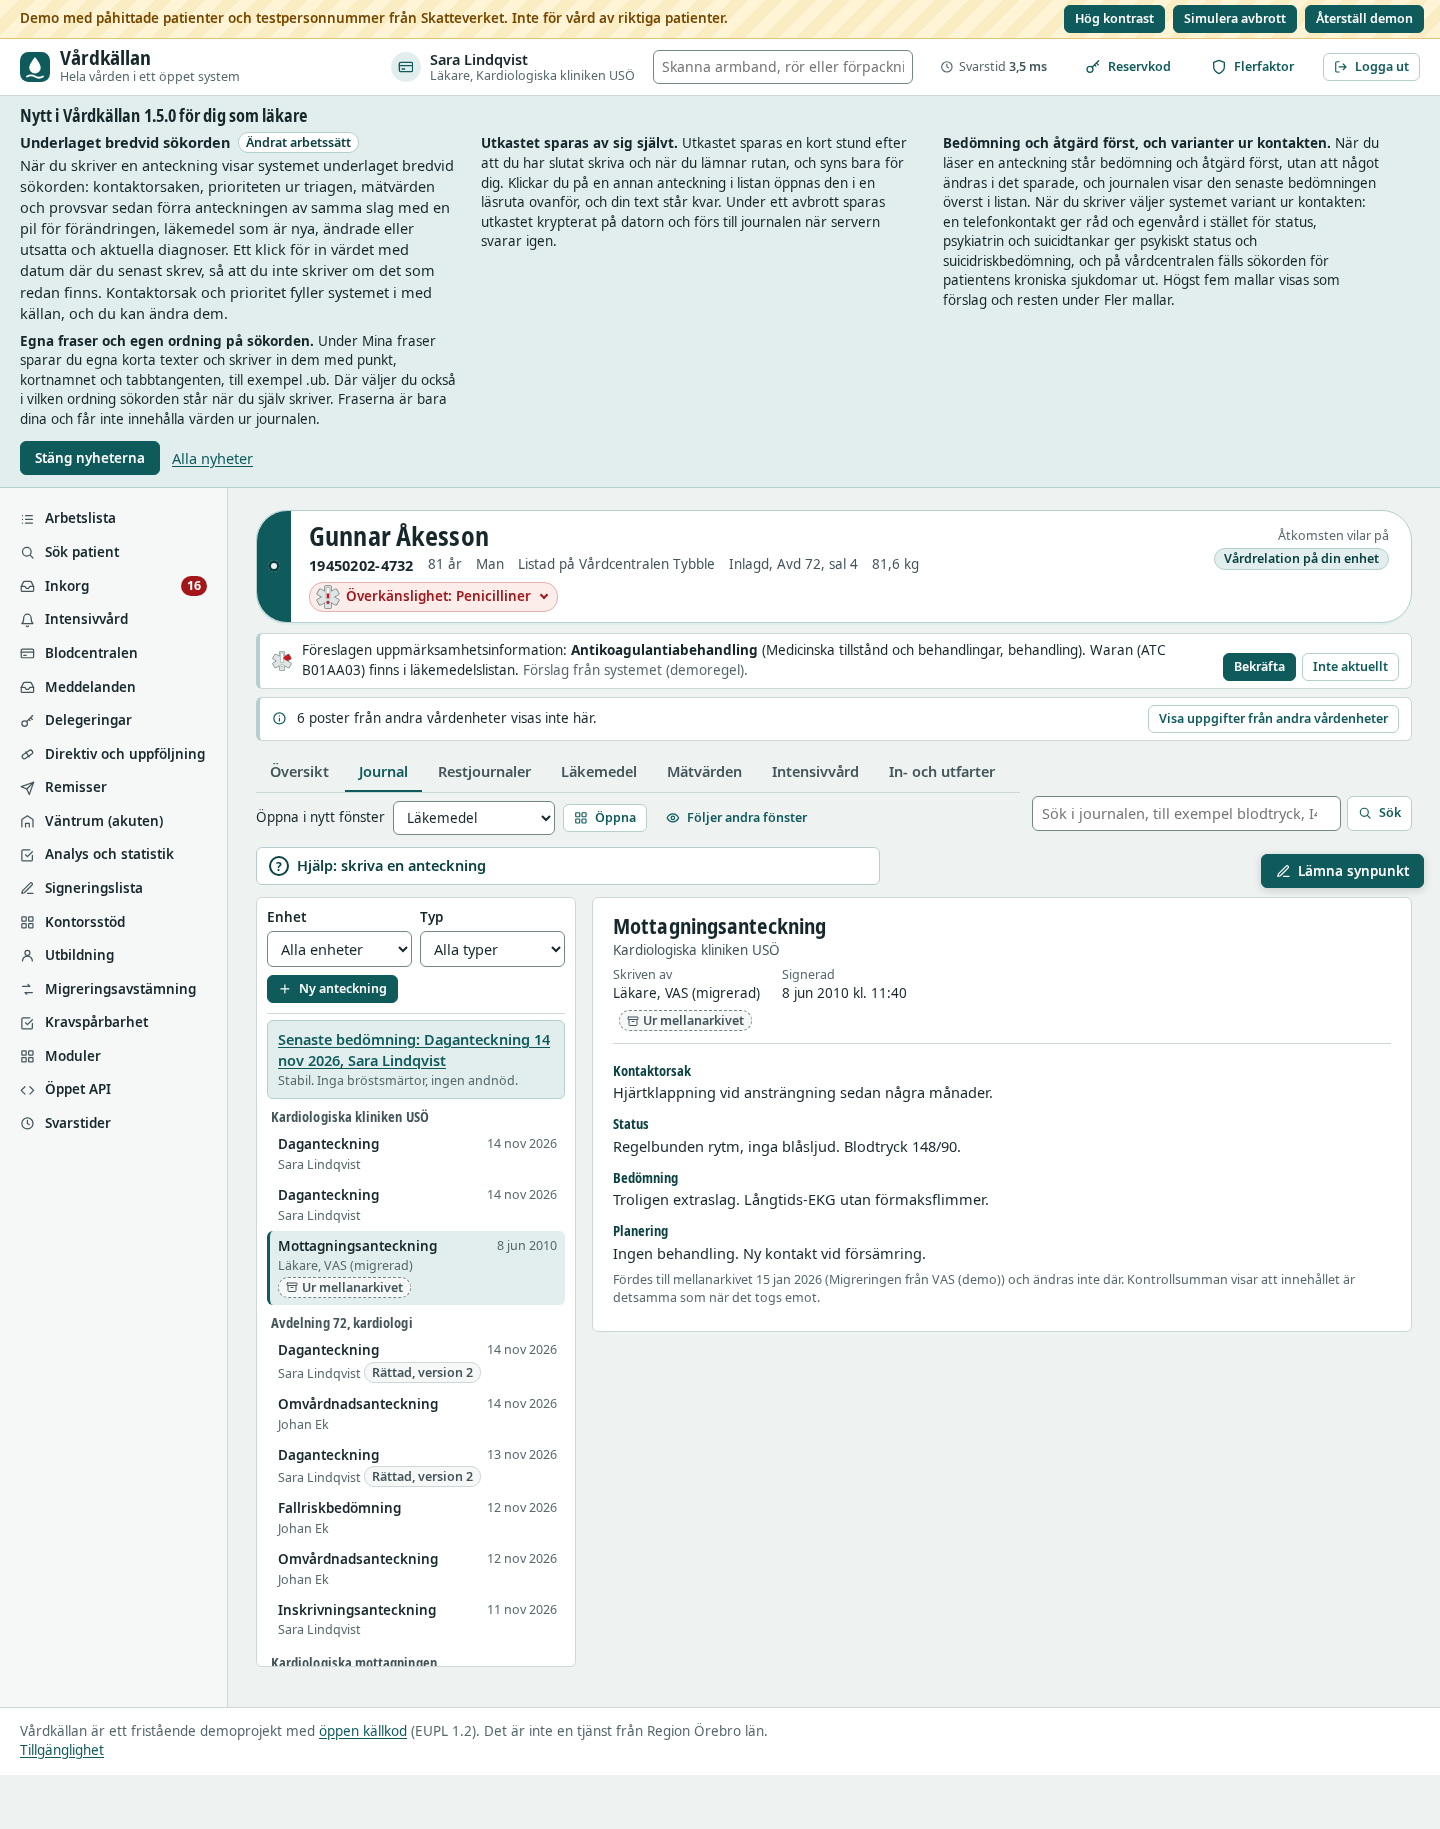 Demo med påhittade patienter och testpersonnummer från Skatteverket. Inte för vård av riktiga patienter.
Hög kontrast
Simulera avbrott
Återställ demon
Vårdkällan
Hela vården i ett öppet system
Sara Lindqvist
Läkare, Kardiologiska kliniken USÖ
Skanna armband, rör eller förpackni
Svarstid 3,5 ms
Reservkod
Flerfaktor
Logga ut
Nytt i Vårdkällan 1.5.0 för dig som läkare
Underlaget bredvid sökorden
Ändrat arbetssätt
När du skriver en anteckning visar systemet underlaget bredvid
sökorden: kontaktorsaken, prioriteten ur triagen, mätvärden
och provsvar sedan förra anteckningen av samma slag med en
pil för förändringen, läkemedel som är nya, ändrade eller
utsatta och aktuella diagnoser. Ett klick för in värdet med
datum där du senast skrev, så att du inte skriver om det som
redan finns. Kontaktorsak och prioritet fyller systemet i med
källan, och du kan ändra dem.
Egna fraser och egen ordning på sökorden. Under Mina fraser
sparar du egna korta texter och skriver in dem med punkt,
kortnamnet och tabbtangenten, till exempel .ub. Där väljer du också
i vilken ordning sökorden står när du själv skriver. Fraserna är bara
dina och får inte innehålla värden ur journalen.
Utkastet sparas av sig självt. Utkastet sparas en kort stund efter
att du har slutat skriva och när du lämnar rutan, och syns bara för
dig. Klickar du på en annan anteckning i listan öppnas den i en
läsruta ovanför, och din text står kvar. Under ett avbrott sparas
utkastet krypterat på datorn och förs till journalen när servern
svarar igen.
Bedömning och åtgärd först, och varianter ur kontakten. När du
läser en anteckning står bedömning och åtgärd först, utan att något
ändras i det sparade, och journalen visar den senaste bedömningen
överst i listan. När du skriver väljer systemet variant ur kontakten:
en telefonkontakt ger råd och egenvård i stället för status,
psykiatrin och suicidtankar ger psykiskt status och
suicidriskbedömning, och på vårdcentralen fälls sökorden för
patientens kroniska sjukdomar ut. Högst fem mallar visas som
förslag och resten under Fler mallar.
Stäng nyheterna
Alla nyheter
Arbetslista
Sök patient
Inkorg
16
Intensivvård
Blodcentralen
Meddelanden
Delegeringar
Direktiv och uppföljning
Remisser
Väntrum (akuten)
Analys och statistik
Signeringslista
Kontorsstöd
Utbildning
Migreringsavstämning
Kravspårbarhet
Moduler
Öppet API
Svarstider
Gunnar Åkesson
19450202-4732 81 år Man Listad på Vårdcentralen Tybble Inlagd, Avd 72, sal 4 81,6 kg
Överkänslighet: Penicilliner
Åtkomsten vilar på
Vårdrelation på din enhet
Föreslagen uppmärksamhetsinformation: Antikoagulantiabehandling (Medicinska tillstånd och behandlingar, behandling). Waran (ATC
B01AA03) finns i läkemedelslistan. Förslag från systemet (demoregel).
Bekräfta
Inte aktuellt
6 poster från andra vårdenheter visas inte här.
Visa uppgifter från andra vårdenheter
Översikt
Journal
Restjournaler
Läkemedel
Mätvärden
Intensivvård
In- och utfarter
Öppna i nytt fönster
Läkemedel
Öppna
Följer andra fönster
Sök i journalen, till exempel blodtryck, I4
Sök
? Hjälp: skriva en anteckning
Lämna synpunkt
Enhet
Typ
Alla enheter
Alla typer
Ny anteckning
Senaste bedömning: Daganteckning 14
nov 2026, Sara Lindqvist
Stabil. Inga bröstsmärtor, ingen andnöd.
Kardiologiska kliniken USÖ
Daganteckning 14 nov 2026
Sara Lindqvist
Daganteckning 14 nov 2026
Sara Lindqvist
Mottagningsanteckning 8 jun 2010
Läkare, VAS (migrerad)
Ur mellanarkivet
Avdelning 72, kardiologi
Daganteckning 14 nov 2026
Sara Lindqvist Rättad, version 2
Omvårdnadsanteckning 14 nov 2026
Johan Ek
Daganteckning 13 nov 2026
Sara Lindqvist Rättad, version 2
Fallriskbedömning 12 nov 2026
Johan Ek
Omvårdnadsanteckning 12 nov 2026
Johan Ek
Inskrivningsanteckning 11 nov 2026
Sara Lindqvist
Kardiologiska mottagningen
Mottagningsanteckning
Kardiologiska kliniken USÖ
Skriven av
Läkare, VAS (migrerad)
Signerad
8 jun 2010 kl. 11:40
Ur mellanarkivet
Kontaktorsak
Hjärtklappning vid ansträngning sedan några månader.
Status
Regelbunden rytm, inga blåsljud. Blodtryck 148/90.
Bedömning
Troligen extraslag. Långtids-EKG utan förmaksflimmer.
Planering
Ingen behandling. Ny kontakt vid försämring.
Fördes till mellanarkivet 15 jan 2026 (Migreringen från VAS (demo)) och ändras inte där. Kontrollsumman visar att innehållet är
detsamma som när det togs emot.
Vårdkällan är ett fristående demoprojekt med öppen källkod (EUPL 1.2). Det är inte en tjänst från Region Örebro län.
Tillgänglighet